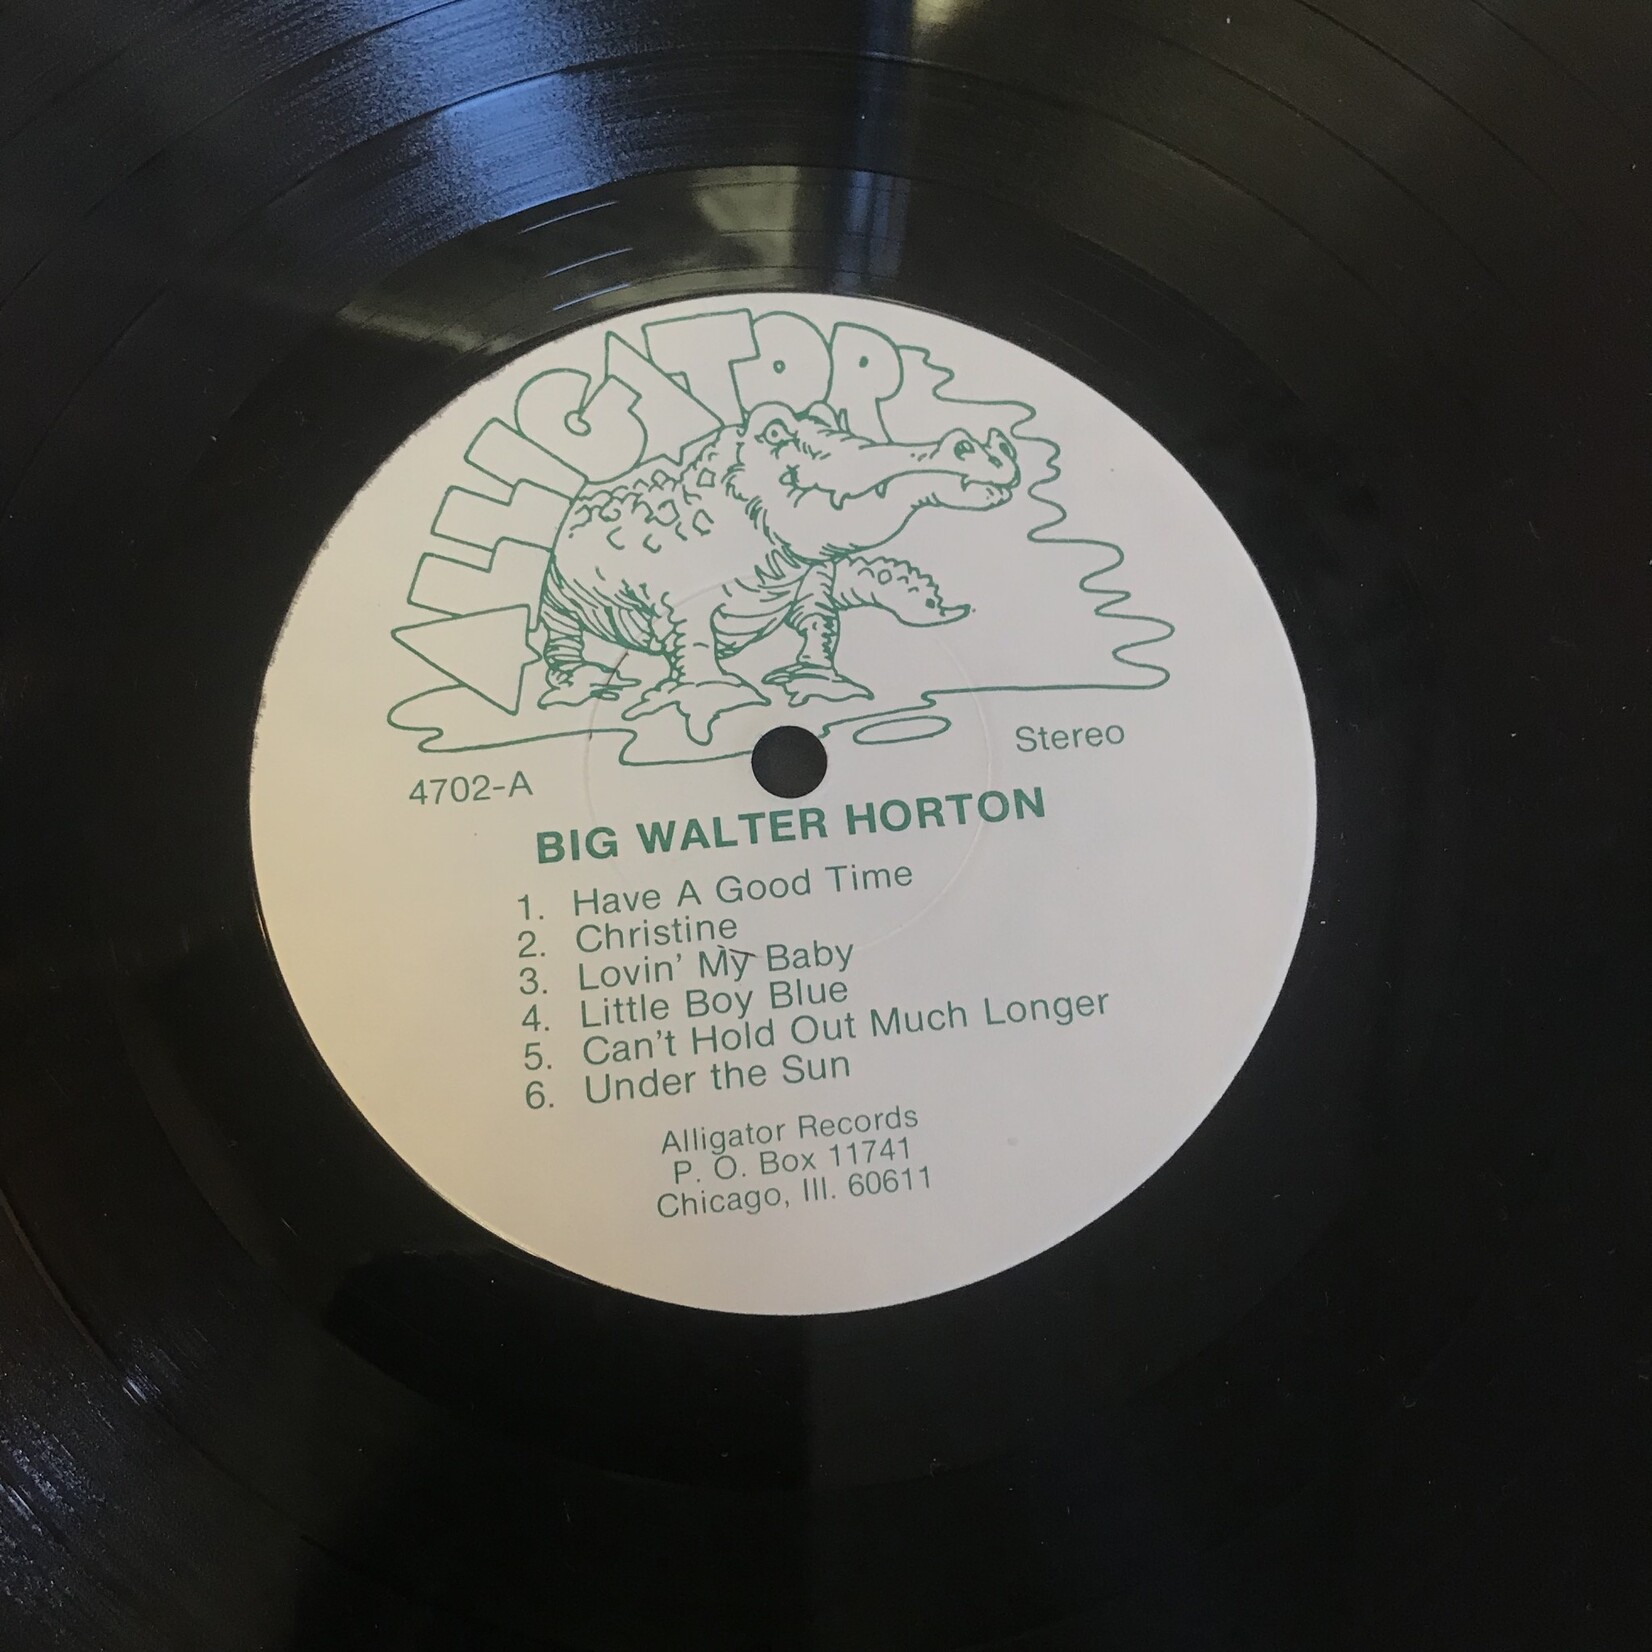 ALLIGATOR
Stereo
4702-A
BIG WALTER HORTON
1. Have A Good Time
2. Christine
3. Lovin' My Baby
4. Little Boy Blue
5. Can't Hold Out Much Longer
6. Under the Sun
Alligator Records
P. O. Box 11741
Chicago, Ill. 60611